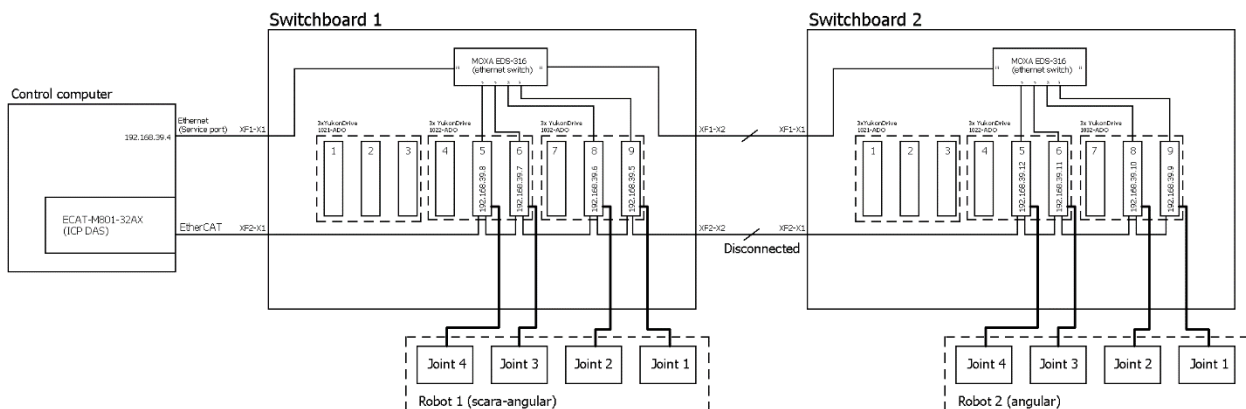 Switchboard 1
Switchboard 2
MOXA EDS-316
(ethernet switch)
MOXA EDS-316
(ethernet switch)
Control computer
192.168.39.4
Ethernet
(Service port)
XF1-X1
XF1-X2
XF1-X1
3xYukonDrive
1021-ADO
3x YukonDrive
1022-ADO
3x YukonDrive
1032-ADO
3xYukonDrive
1021-ADO
3x YukonDrive
1022-ADO
3x YukonDrive
1032-ADO
1 2 3 4 5 6 7 8 9
1 2 3 4 5 6 7 8 9
192.168.39.8
192.168.39.7
192.168.39.6
192.168.39.5
192.168.39.12
192.168.39.11
192.168.39.10
192.168.39.9
ECAT-M801-32AX
(ICP DAS)
EtherCAT
XF2-X1
XF2-X2
XF2-X1
Disconnected
Joint 4 Joint 3 Joint 2 Joint 1
Joint 4 Joint 3 Joint 2 Joint 1
Robot 1 (scara-angular)
Robot 2 (angular)